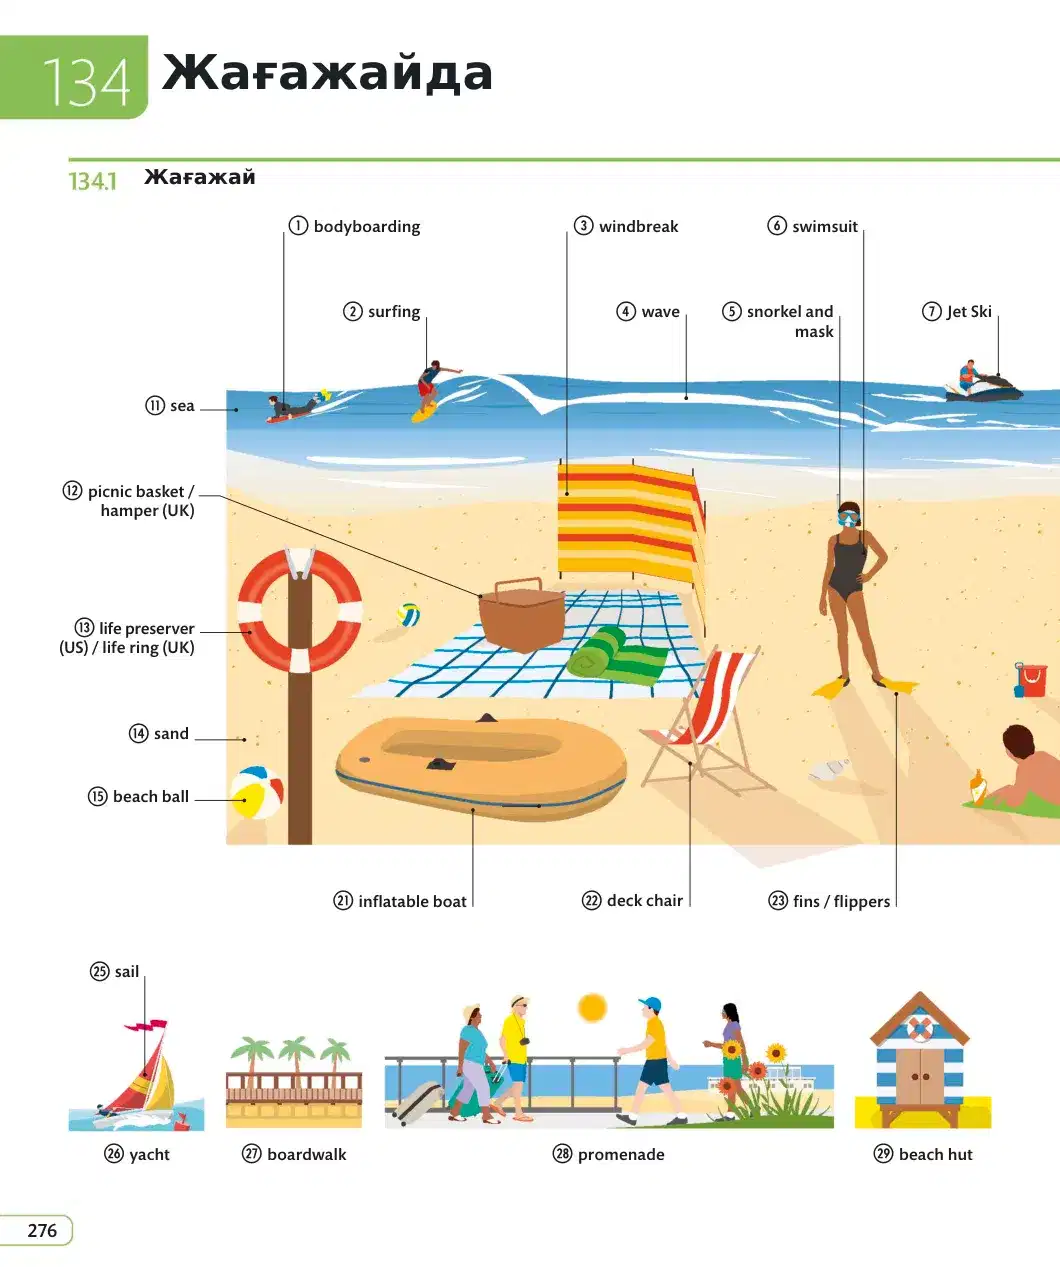 134 Жағажайда
134.1 Жағажай
① bodyboarding
③ windbreak
⑥ swimsuit
② surfing
④ wave
⑤ snorkel and
mask
⑦ Jet Ski
⑪ sea
⑫ picnic basket /
hamper (UK)
⑬ life preserver
(US) / life ring (UK)
⑭ sand
⑮ beach ball
㉑ inflatable boat
㉒ deck chair
㉓ fins / flippers
㉕ sail
㉖ yacht
㉗ boardwalk
㉘ promenade
㉙ beach hut
276